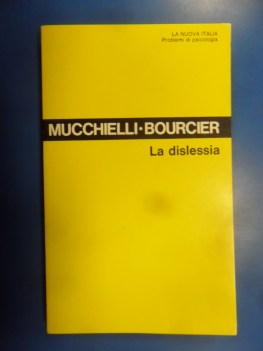 LA NUOVA ITALIA
Problemi di psicologia
MUCCHIELLI•BOURCIER
La dislessia